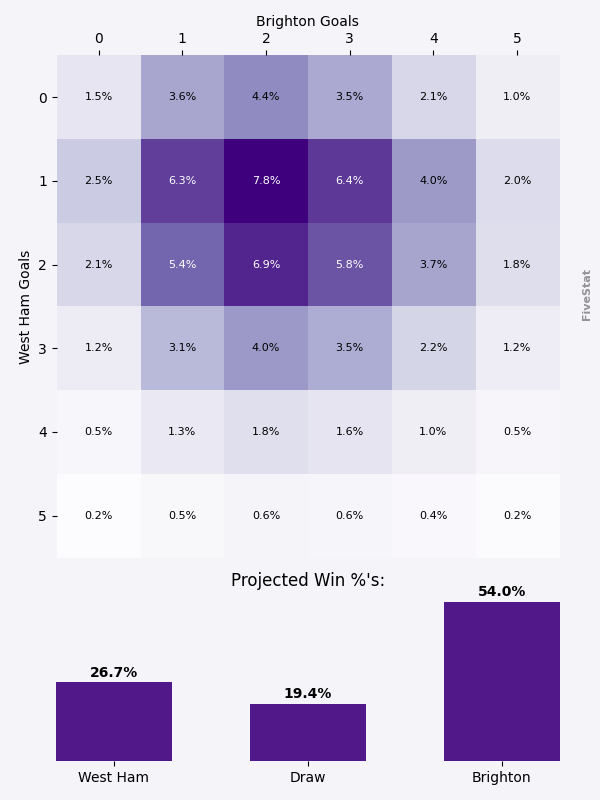 Brighton Goals
0 1 2 3 4 5
0 1.5% 3.6% 4.4% 3.5% 2.1% 1.0%
1 2.5% 6.3% 7.8% 6.4% 4.0% 2.0%
2 2.1% 5.4% 6.9% 5.8% 3.7% 1.8%
3 1.2% 3.1% 4.0% 3.5% 2.2% 1.2%
4 0.5% 1.3% 1.8% 1.6% 1.0% 0.5%
5 0.2% 0.5% 0.6% 0.6% 0.4% 0.2%
West Ham Goals
FiveStat
Projected Win %'s:
26.7% 19.4% 54.0%
West Ham Draw Brighton